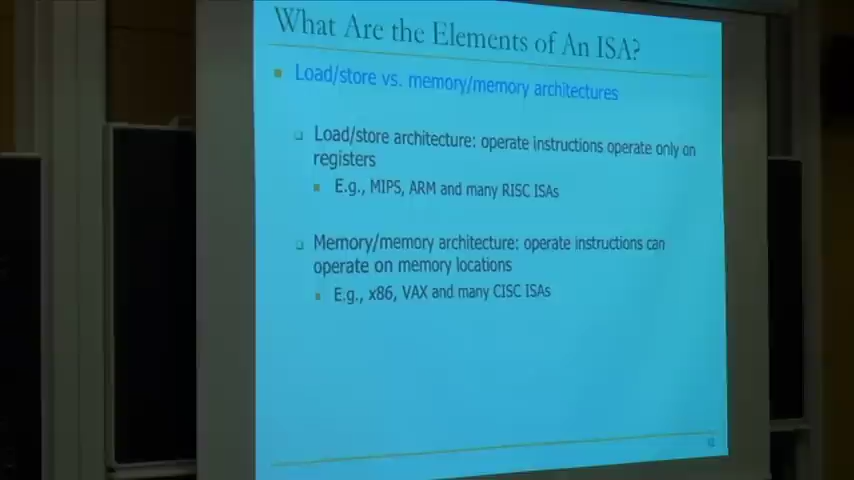 What Are the Elements of An ISA?
Load/store vs. memory/memory architectures
Load/store architecture: operate instructions operate only on
registers
E.g., MIPS, ARM and many RISC ISAs
Memory/memory architecture: operate instructions can
operate on memory locations
E.g., x86, VAX and many CISC ISAs